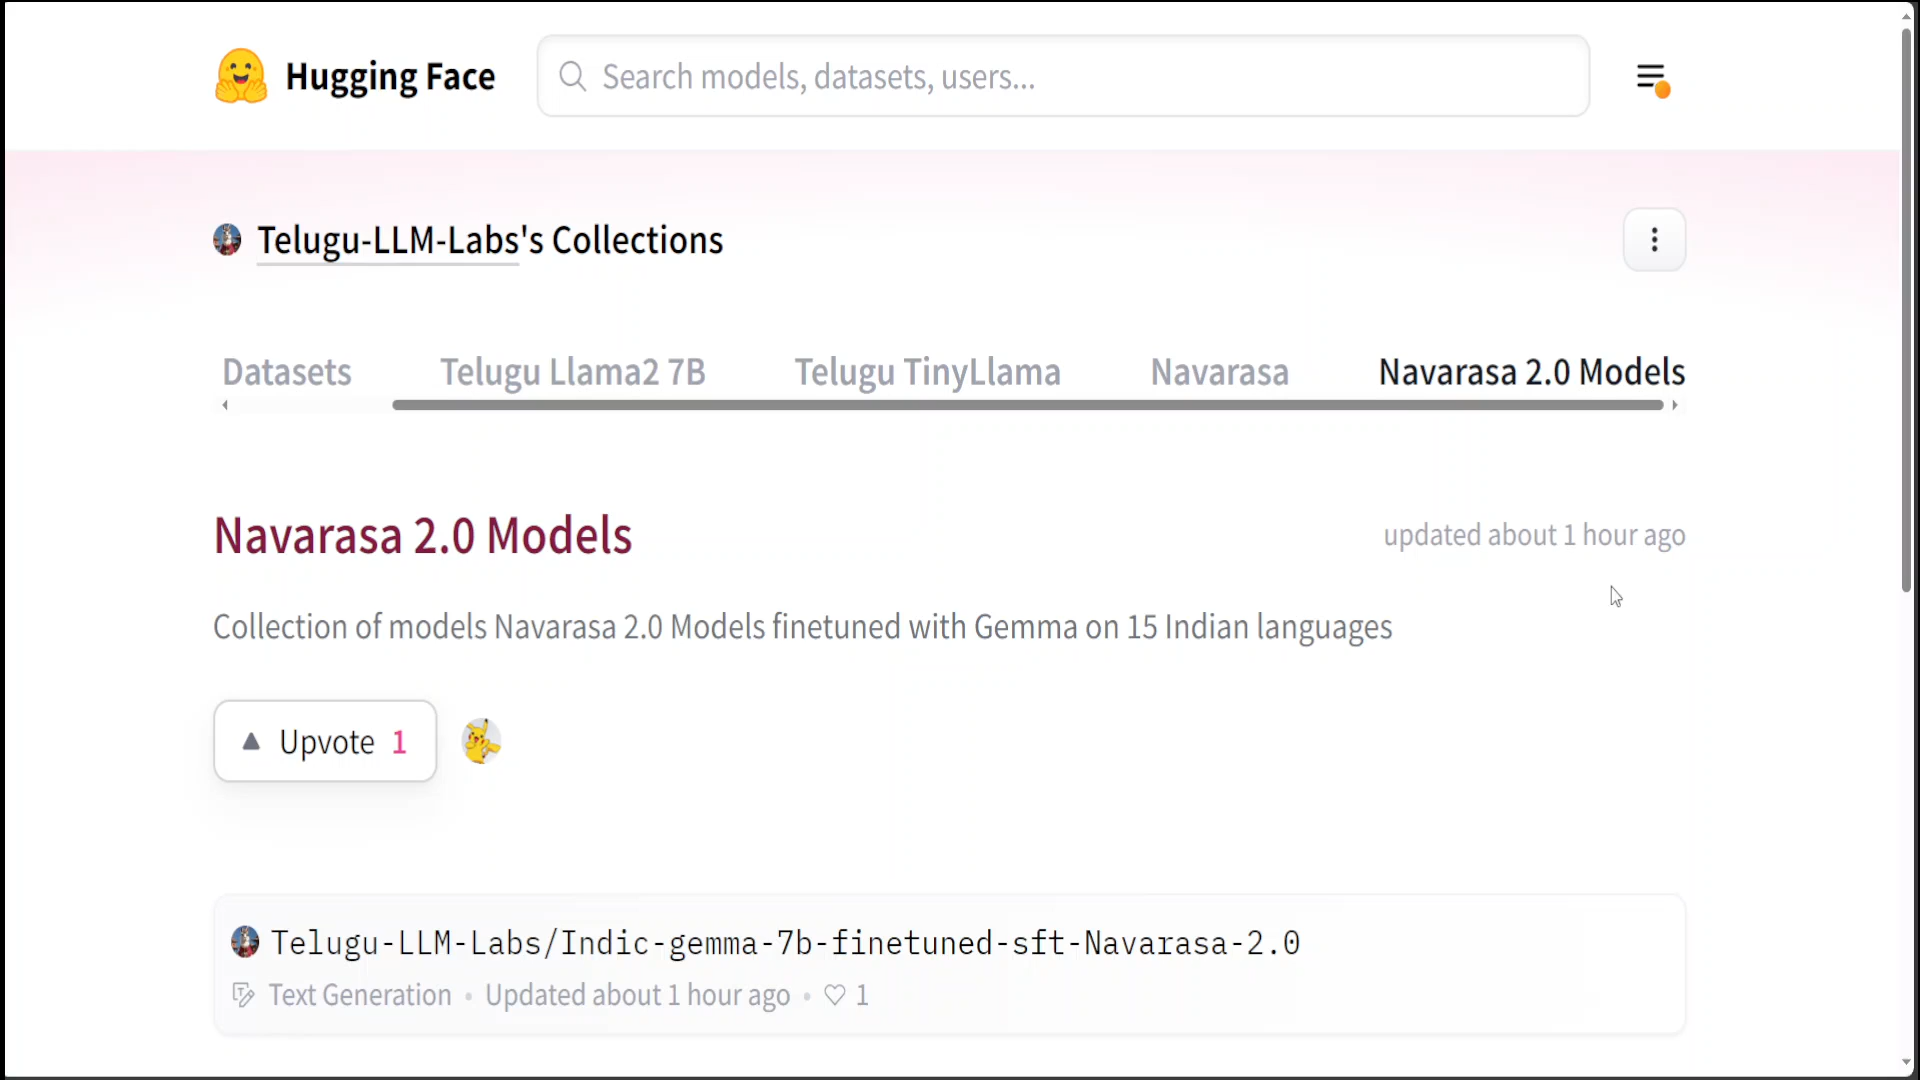 Hugging Face
Search models, datasets, users...
Telugu-LLM-Labs's Collections
Datasets Telugu Llama2 7B Telugu TinyLlama Navarasa Navarasa 2.0 Models
Navarasa 2.0 Models
updated about 1 hour ago
Collection of models Navarasa 2.0 Models finetuned with Gemma on 15 Indian languages
Upvote 1
Telugu-LLM-Labs/Indic-gemma-7b-finetuned-sft-Navarasa-2.0
Text Generation • Updated about 1 hour ago • ♡ 1